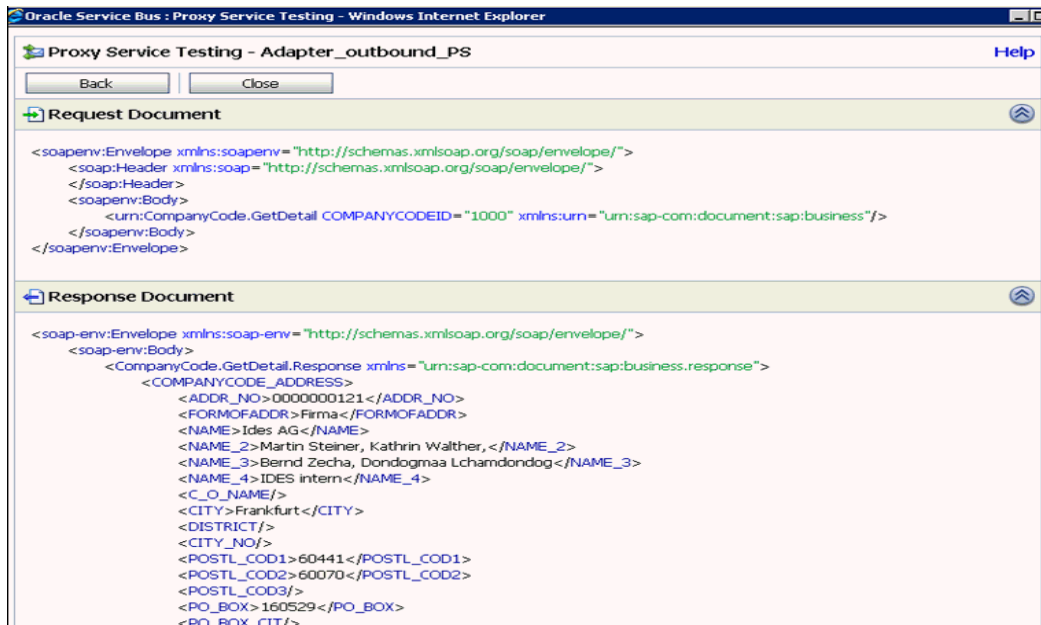 Oracle Service Bus : Proxy Service Testing - Windows Internet Explorer
Proxy Service Testing - Adapter_outbound_PS
Help
Back Close
Request Document
<soapenv:Envelope xmlns:soapenv="http://schemas.xmlsoap.org/soap/envelope/">
<soap:Header xmlns:soap="http://schemas.xmlsoap.org/soap/envelope/">
</soap:Header>
<soapenv:Body>
<urn:CompanyCode.GetDetail COMPANYCODEID="1000" xmlns:urn="urn:sap-com:document:sap:business"/>
</soapenv:Body>
</soapenv:Envelope>
Response Document
<soap-env:Envelope xmlns:soap-env="http://schemas.xmlsoap.org/soap/envelope/">
<soap-env:Body>
<CompanyCode.GetDetail.Response xmlns="urn:sap-com:document:sap:business.response">
<COMPANYCODE_ADDRESS>
<ADDR_NO>0000000121</ADDR_NO>
<FORMOFADDR>Firma</FORMOFADDR>
<NAME>Ides AG</NAME>
<NAME_2>Martin Steiner, Kathrin Walther,</NAME_2>
<NAME_3>Bernd Zecha, Dondogmaa Lchamdondog</NAME_3>
<NAME_4>IDES intern</NAME_4>
<C_O_NAME/>
<CITY>Frankfurt</CITY>
<DISTRICT/>
<CITY_NO/>
<POSTL_COD1>60441</POSTL_COD1>
<POSTL_COD2>60070</POSTL_COD2>
<POSTL_COD3/>
<PO_BOX>160529</PO_BOX>
<PO_BOX_CIT/>